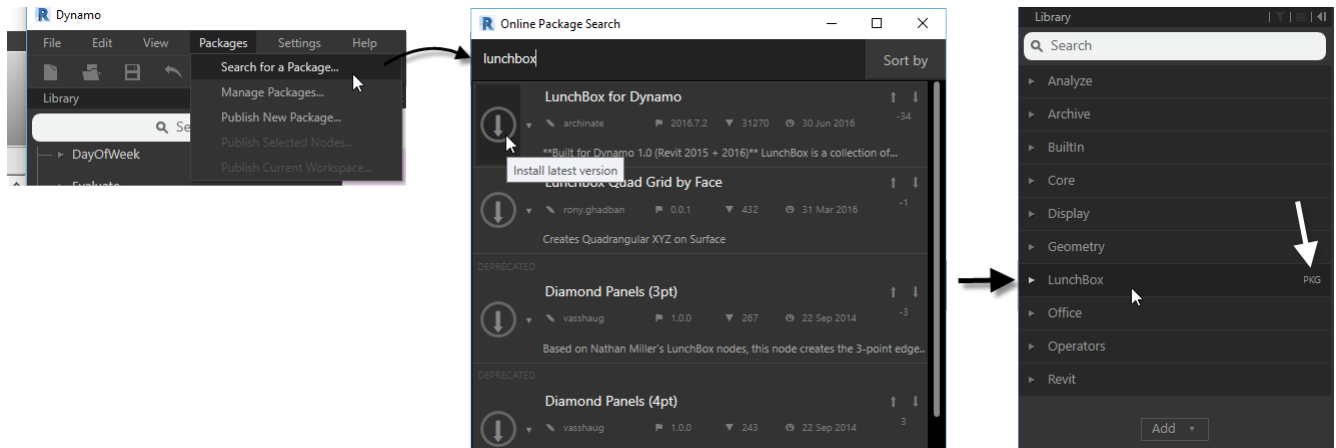 Dynamo
File Edit View Packages Settings Help
Search for a Package...
Manage Packages...
Publish New Package...
Publish Selected Nodes...
Publish Current Workspace...
Library
Se
DayOfWeek
Evaluate
Online Package Search
lunchbox
Sort by
LunchBox for Dynamo
archinate 2016.7.2 31270 30 Jun 2016
-34
**Built for Dynamo 1.0 (Revit 2015 + 2016)** LunchBox is a collection of...
Install latest version
Lunchbox Quad Grid by Face
rony.ghadban 0.0.1 432 31 Mar 2016
-1
Creates Quadrangular XYZ on Surface
DEPRECATED
Diamond Panels (3pt)
vasshaug 1.0.0 267 22 Sep 2014
-3
Based on Nathan Miller's LunchBox nodes, this node creates the 3-point edge..
DEPRECATED
Diamond Panels (4pt)
vasshaug 1.0.0 243 22 Sep 2014
3
Library
Search
Analyze
Archive
BuiltIn
Core
Display
Geometry
LunchBox PKG
Office
Operators
Revit
Add